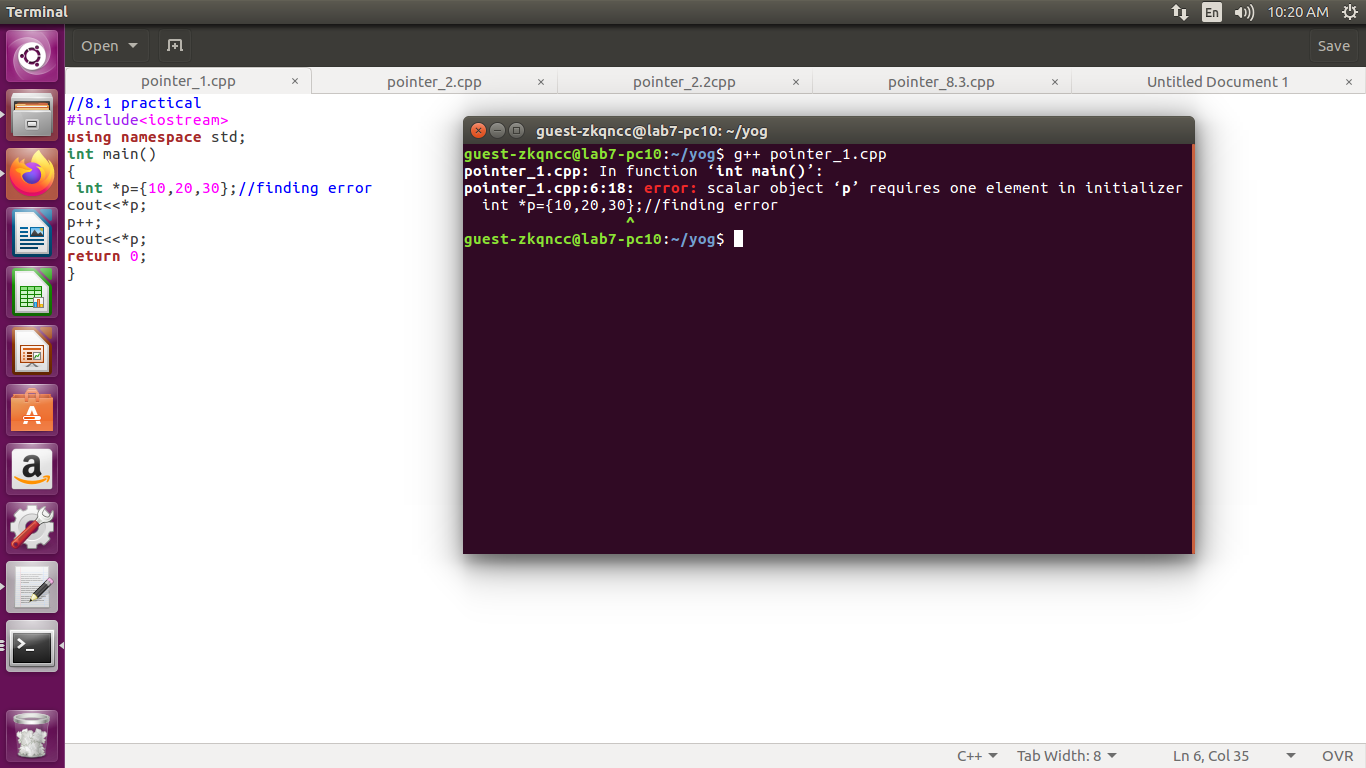 Terminal
En
10:20 AM
Open
Save
pointer_1.cpp ×
pointer_2.cpp ×
pointer_2.2cpp ×
pointer_8.3.cpp ×
Untitled Document 1 ×
//8.1 practical
#include<iostream>
using namespace std;
int main()
{
 int *p={10,20,30};//finding error
cout<<*p;
p++;
cout<<*p;
return 0;
}
guest-zkqncc@lab7-pc10: ~/yog
guest-zkqncc@lab7-pc10:~/yog$ g++ pointer_1.cpp
pointer_1.cpp: In function ‘int main()’:
pointer_1.cpp:6:18: error: scalar object ‘p’ requires one element in initializer
  int *p={10,20,30};//finding error
                   ^
guest-zkqncc@lab7-pc10:~/yog$
C++
Tab Width: 8
Ln 6, Col 35
OVR